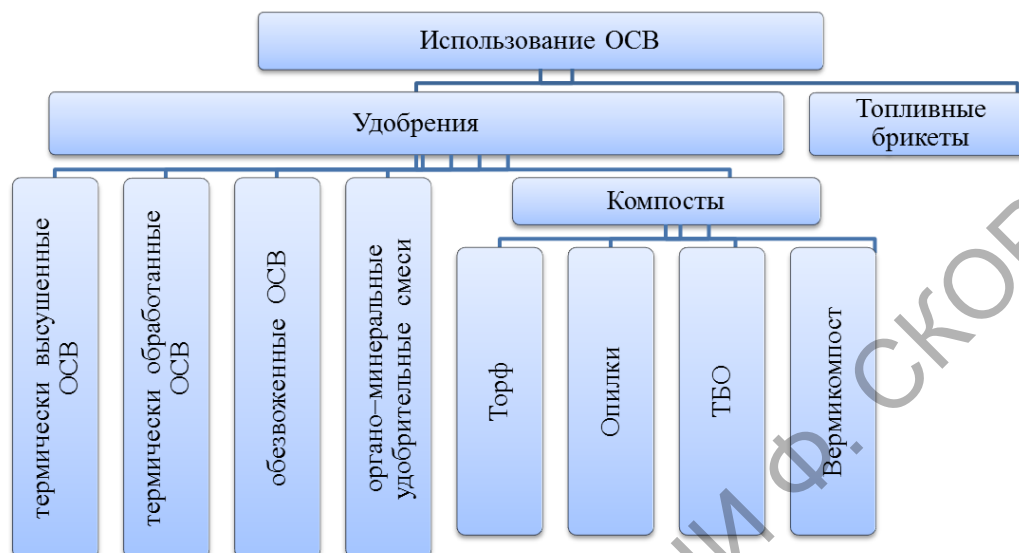 Использование ОСВ
Удобрения
Топливные
брикеты
термически высушенные
ОСВ
термически обработанные
ОСВ
обезвоженные ОСВ
органо–минеральные
удобрительные смеси
Компосты
Торф
Опилки
ТБО
Вермикомпост
И Ф. СКО